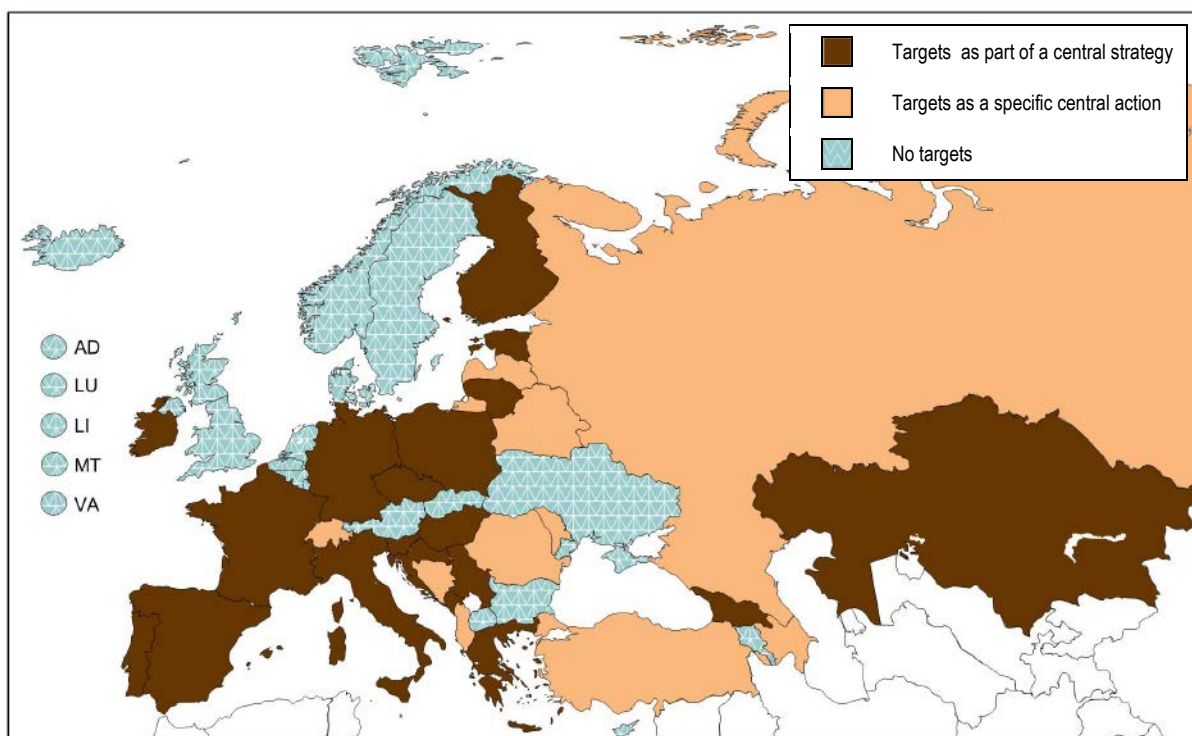 Targets  as part of a central strategy
Targets as a specific central action
No targets
AD
LU
LI
MT
VA